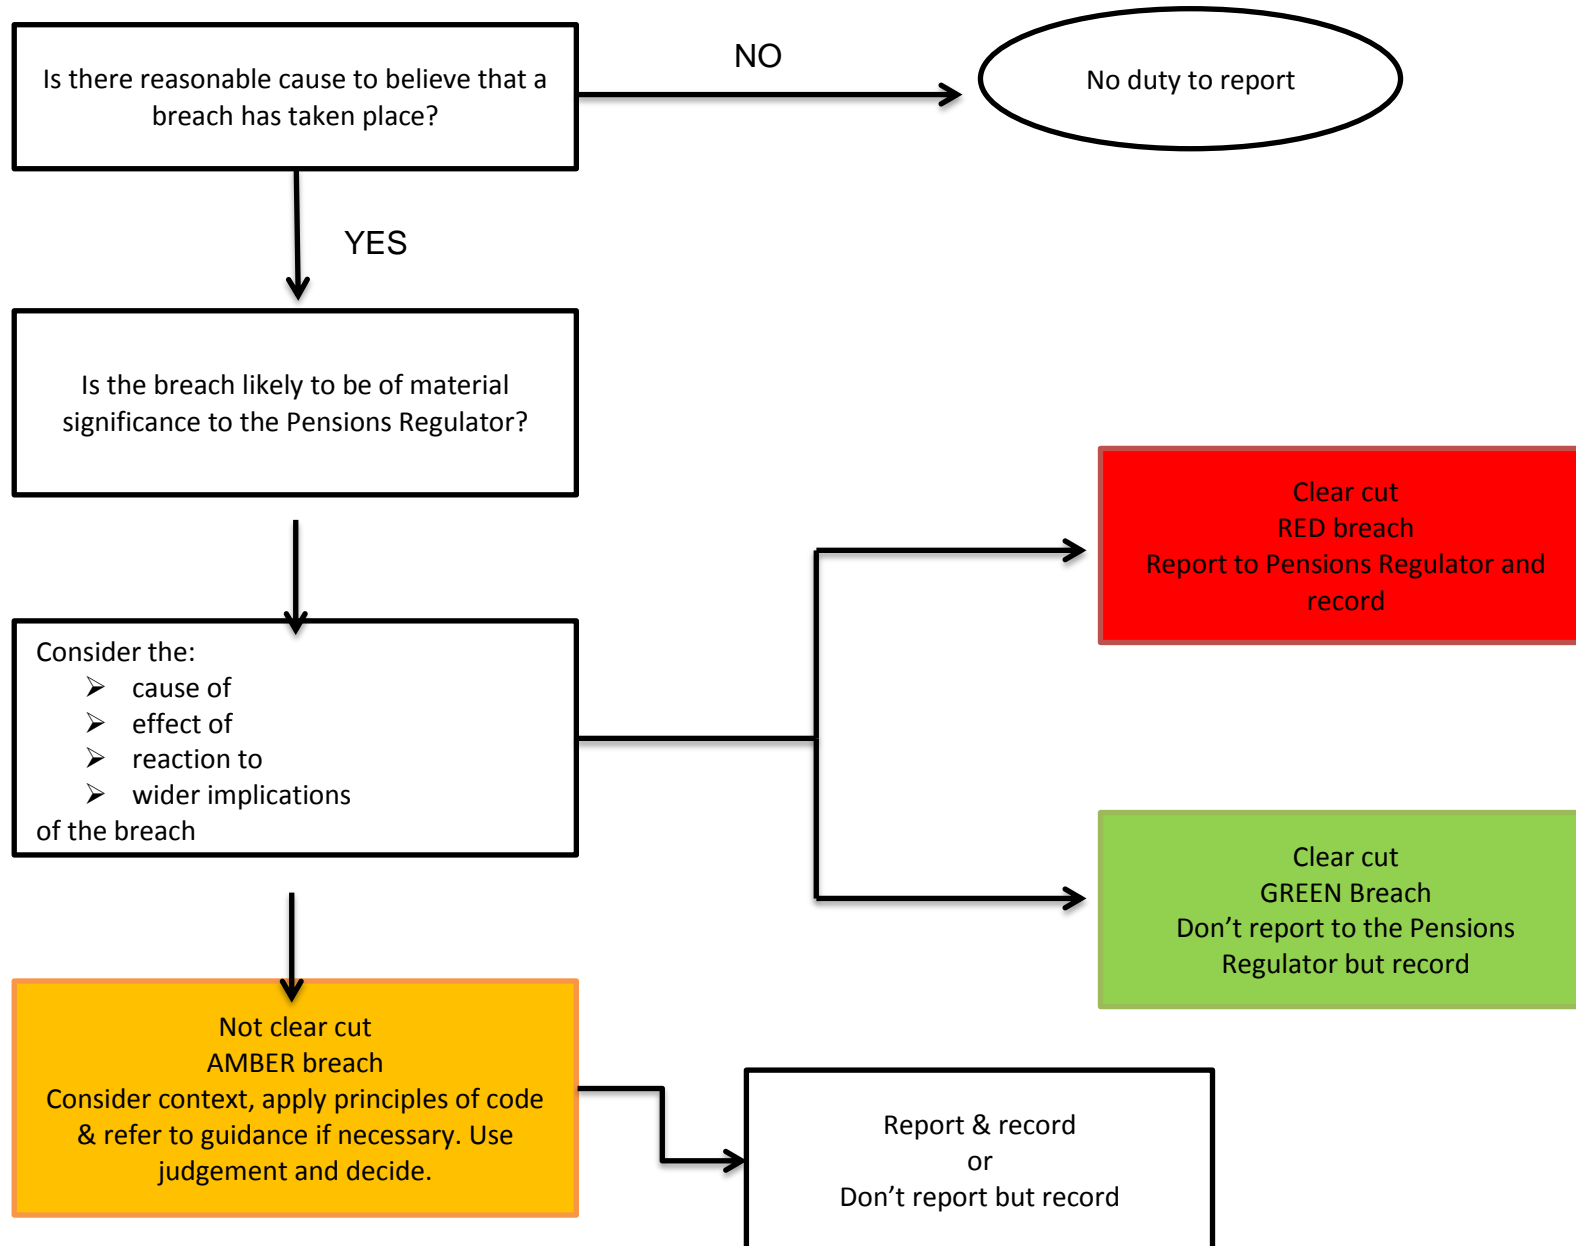 Is there reasonable cause to believe that a
breach has taken place?
NO
No duty to report
YES
Is the breach likely to be of material
significance to the Pensions Regulator?
Clear cut
RED breach
Report to Pensions Regulator and
record
Consider the:
➢ cause of
➢ effect of
➢ reaction to
➢ wider implications
of the breach
Clear cut
GREEN Breach
Don’t report to the Pensions
Regulator but record
Not clear cut
AMBER breach
Consider context, apply principles of code
& refer to guidance if necessary. Use
judgement and decide.
Report & record
or
Don’t report but record